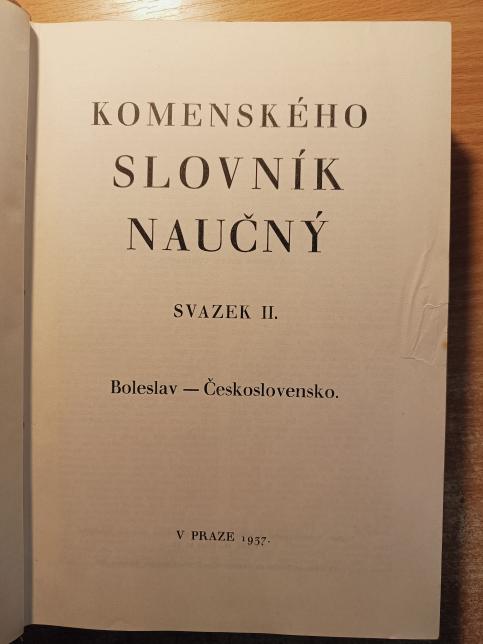 KOMENSKÉHO
SLOVNÍK
NAUČNÝ
SVAZEK II.
Boleslav — Československo.
V PRAZE 1937.